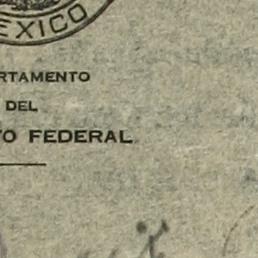 EXICO
RTAMENTO
DEL
O FEDERAL